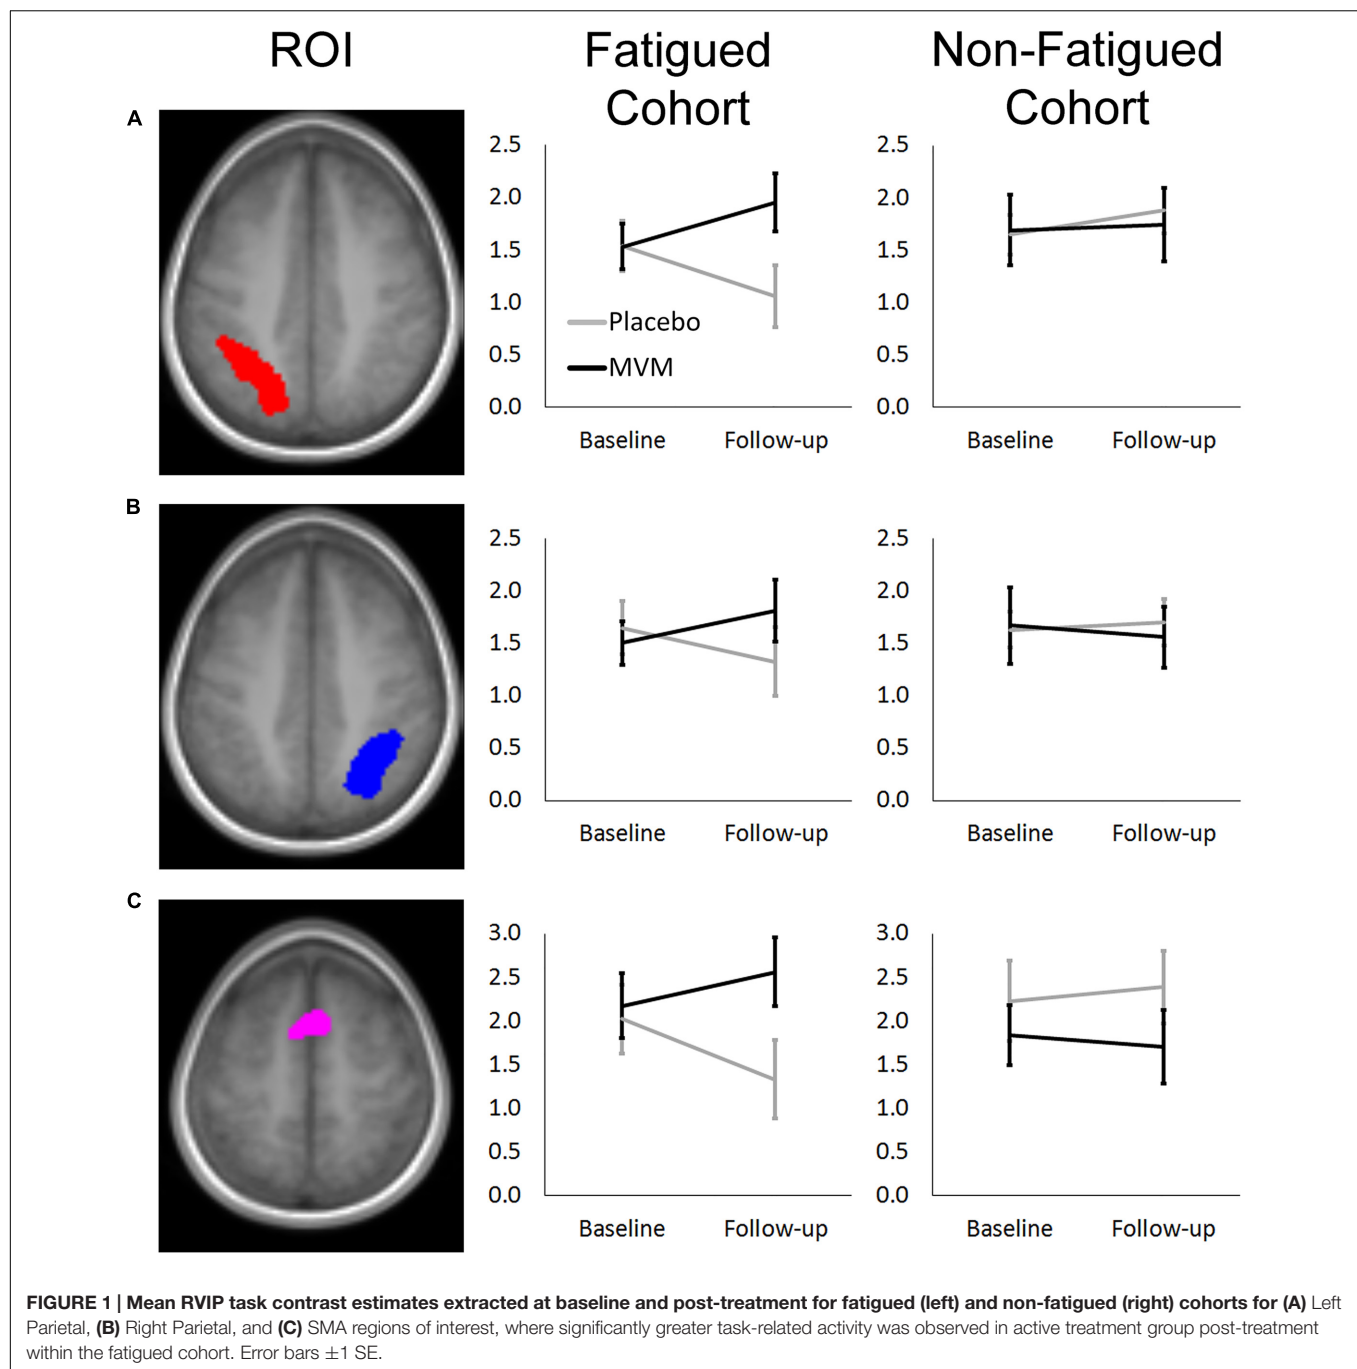 ROI
Fatigued
Cohort
Non-Fatigued
Cohort
A
2.5
2.0
1.5
1.0
0.5
0.0
Placebo
MVM
Baseline Follow-up
2.5
2.0
1.5
1.0
0.5
0.0
Baseline Follow-up
B
2.5
2.0
1.5
1.0
0.5
0.0
Baseline Follow-up
2.5
2.0
1.5
1.0
0.5
0.0
Baseline Follow-up
C
3.0
2.5
2.0
1.5
1.0
0.5
0.0
Baseline Follow-up
3.0
2.5
2.0
1.5
1.0
0.5
0.0
Baseline Follow-up
FIGURE 1 | Mean RVIP task contrast estimates extracted at baseline and post-treatment for fatigued (left) and non-fatigued (right) cohorts for (A) Left
Parietal, (B) Right Parietal, and (C) SMA regions of interest, where significantly greater task-related activity was observed in active treatment group post-treatment
within the fatigued cohort. Error bars ±1 SE.